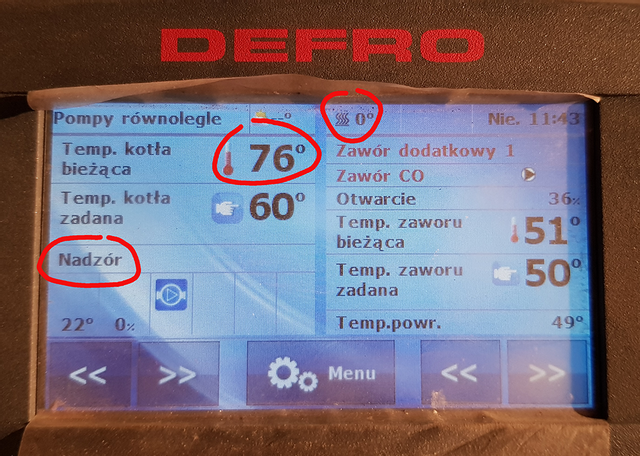 DEFRO
Pompy równolegle --° 0° Nie. 11:43
Temp. kotła
bieżąca 76°
Temp. kotła
zadana 60°
Nadzór
22° 0%
Zawór dodatkowy 1
Zawór CO
Otwarcie 36%
Temp. zaworu
bieżąca 51°
Temp. zaworu
zadana 50°
Temp.powr. 49°
<< >> Menu << >>